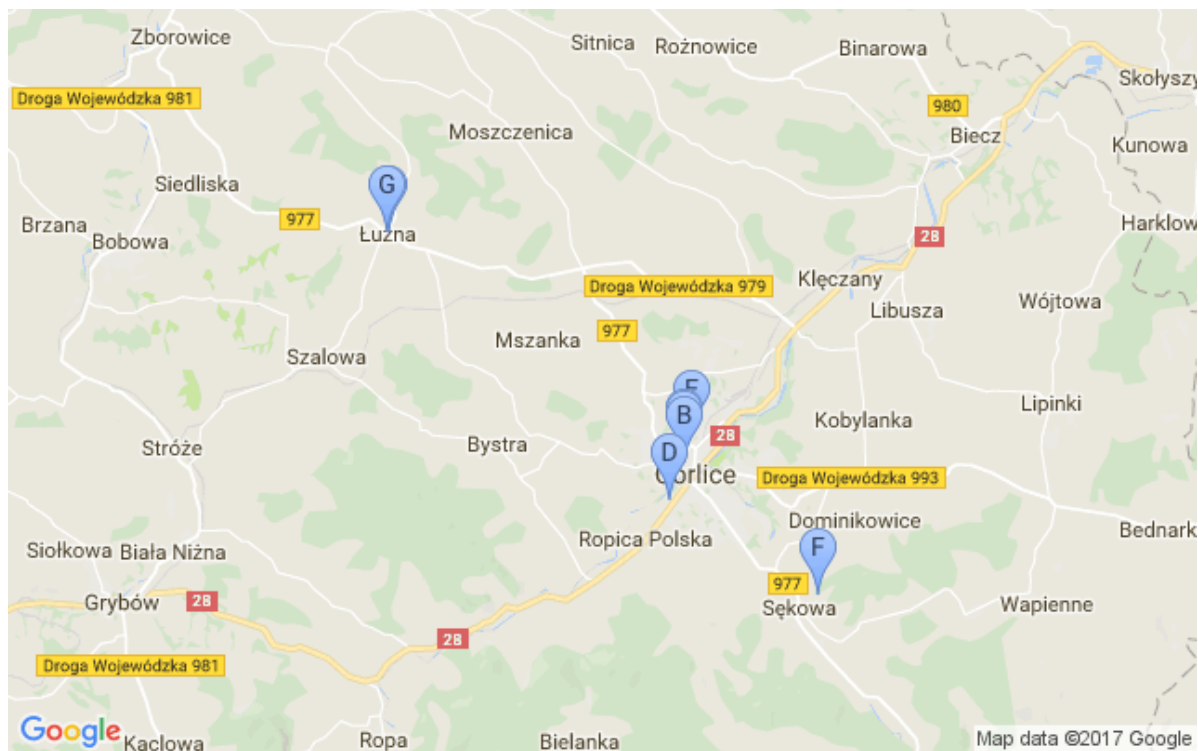 Zborowice
Sitnica
Rożnowice
Binarowa
Skołyszy
Droga Wojewódzka 981
980
Moszczenica
Biecz
Kunowa
Siedliska
G
977
Brzana
Łużna
Harklow
Bobowa
28
Klęczany
Droga Wojewódzka 979
Wójtowa
Libusza
977
Mszanka
Szalowa
E
Lipinki
B
Kobylanka
28
Stróże
Bystra
D
Gorlice
Droga Wojewódzka 993
Dominikowice
Bednark
Ropica Polska
F
Siołkowa
Biała Niżna
977
Grybów
28
Sękowa
Wapienne
28
Droga Wojewódzka 981
Google
Kąclowa
Ropa
Bielanka
Map data ©2017 Google